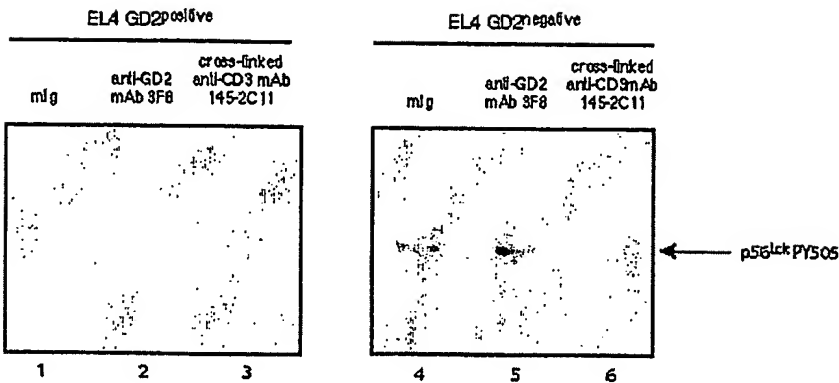 EL4 GD2positive
mIg
anti-GD2
mAb 3F8
cross-linked
anti-CD3 mAb
145-2C11
1 2 3
EL4 GD2negative
mIg
anti-GD2
mAb 3F8
cross-linked
anti-CD3mAb
145-2C11
p56Lck PY505
4 5 6